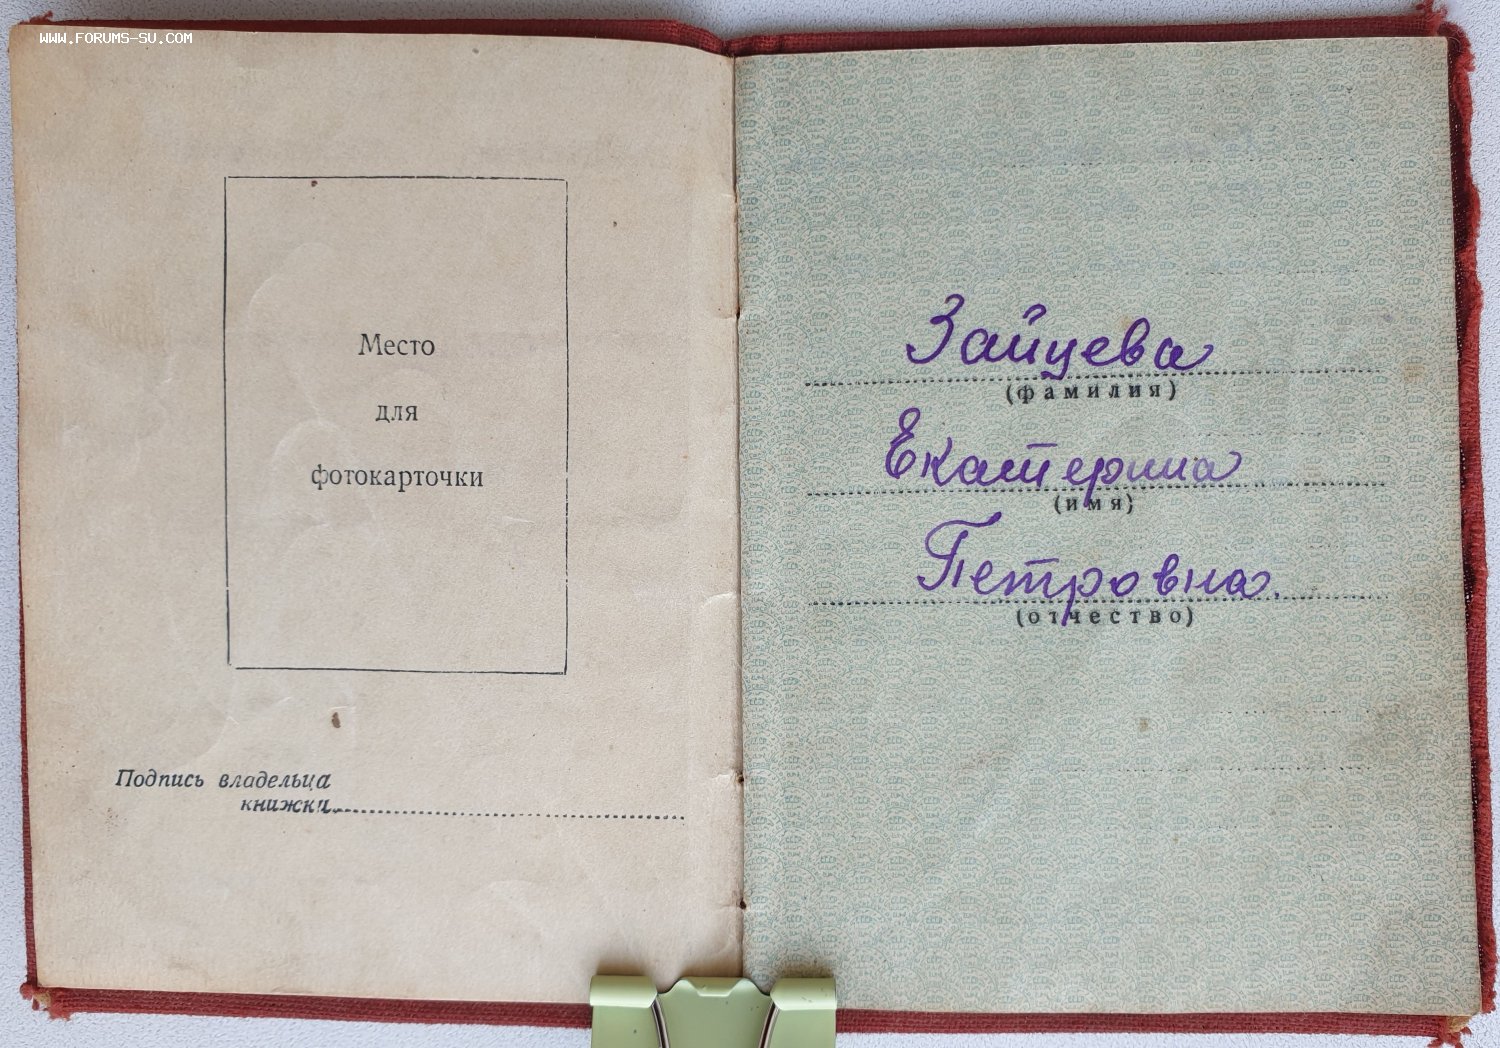 WWW.FORUMS-SU.COM
Место
для
фотокарточки
Подпись владельца
книжки
Зайцева
(фамилия)
Екатерина
(имя)
Петровна.
(отчество)